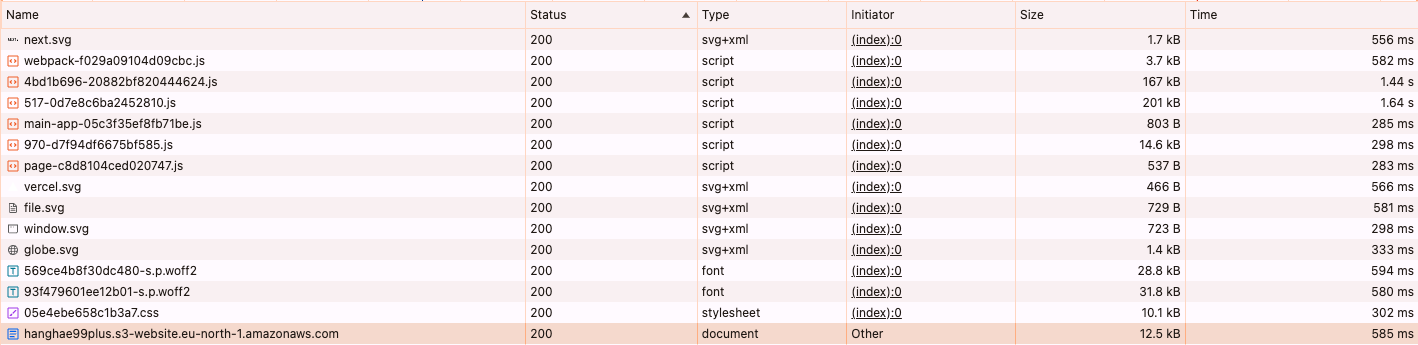 Name Status Type Initiator Size Time
next.svg 200 svg+xml (index):0 1.7 kB 556 ms
webpack-f029a09104d09cbc.js 200 script (index):0 3.7 kB 582 ms
4bd1b696-20882bf820444624.js 200 script (index):0 167 kB 1.44 s
517-0d7e8c6ba2452810.js 200 script (index):0 201 kB 1.64 s
main-app-05c3f35ef8fb71be.js 200 script (index):0 803 B 285 ms
970-d7f94df6675bf585.js 200 script (index):0 14.6 kB 298 ms
page-c8d8104ced020747.js 200 script (index):0 537 B 283 ms
vercel.svg 200 svg+xml (index):0 466 B 566 ms
file.svg 200 svg+xml (index):0 729 B 581 ms
window.svg 200 svg+xml (index):0 723 B 298 ms
globe.svg 200 svg+xml (index):0 1.4 kB 333 ms
569ce4b8f30dc480-s.p.woff2 200 font (index):0 28.8 kB 594 ms
93f479601ee12b01-s.p.woff2 200 font (index):0 31.8 kB 580 ms
05e4ebe658c1b3a7.css 200 stylesheet (index):0 10.1 kB 302 ms
hanghae99plus.s3-website.eu-north-1.amazonaws.com 200 document Other 12.5 kB 585 ms